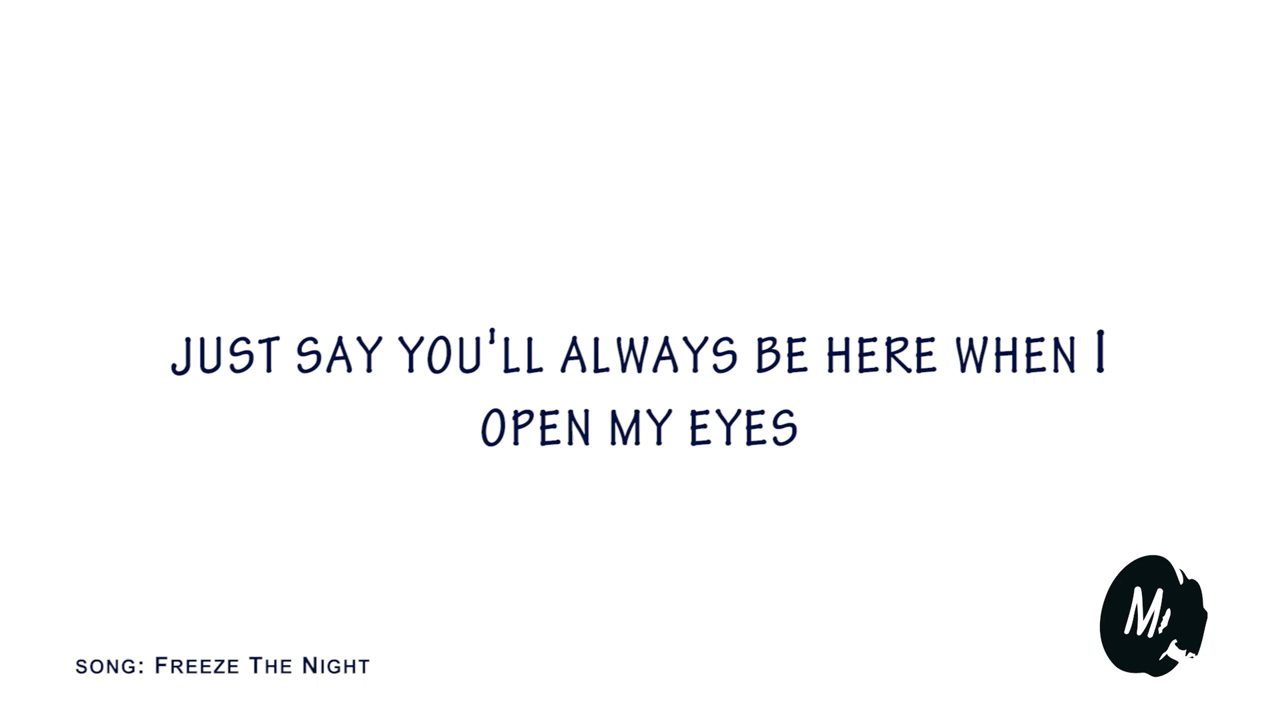 JUST SAY YOU'LL ALWAYS BE HERE WHEN I
OPEN MY EYES
M
SONG: FREEZE THE NIGHT